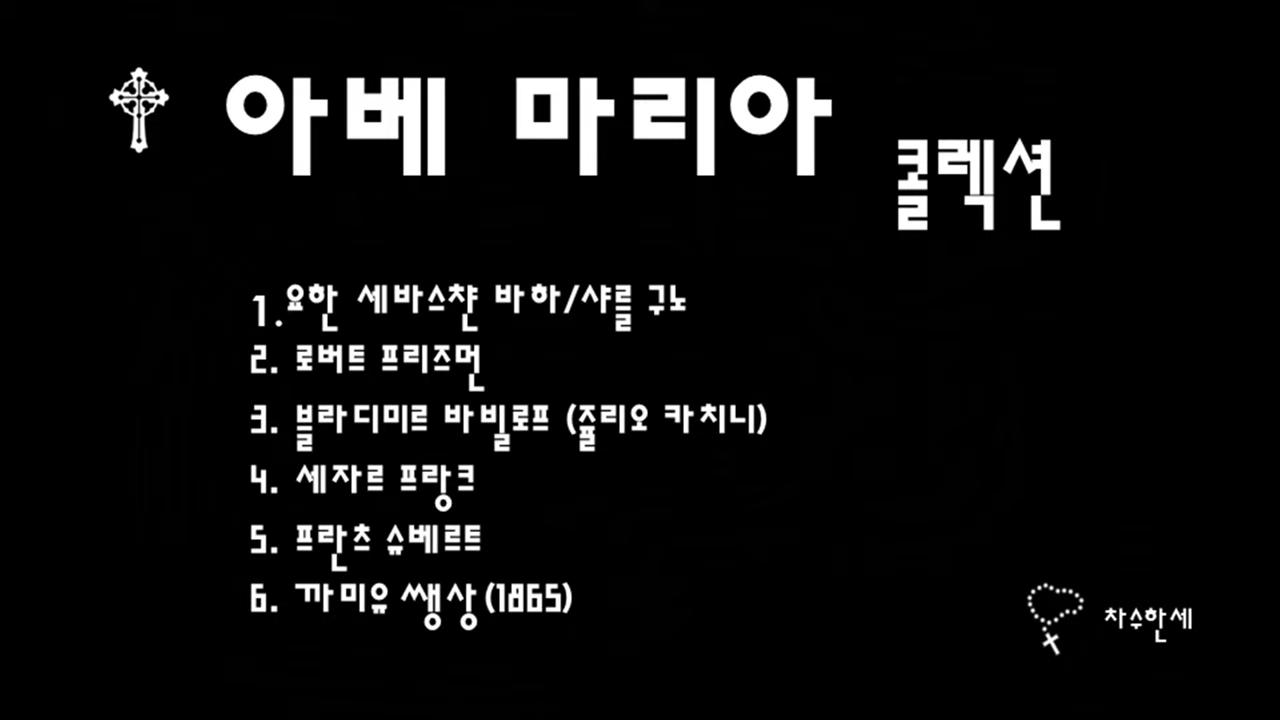 아베 마리아
콜렉션
1.요한 세바스챤 바하/샤를 구노
2. 로버트 프리즈먼
3. 블라디미르 바빌로프 (쥴리오 카치니)
4. 세자르 프랑크
5. 프란츠 슈베르트
6. 까미유 쌩상(1865)
차수한세